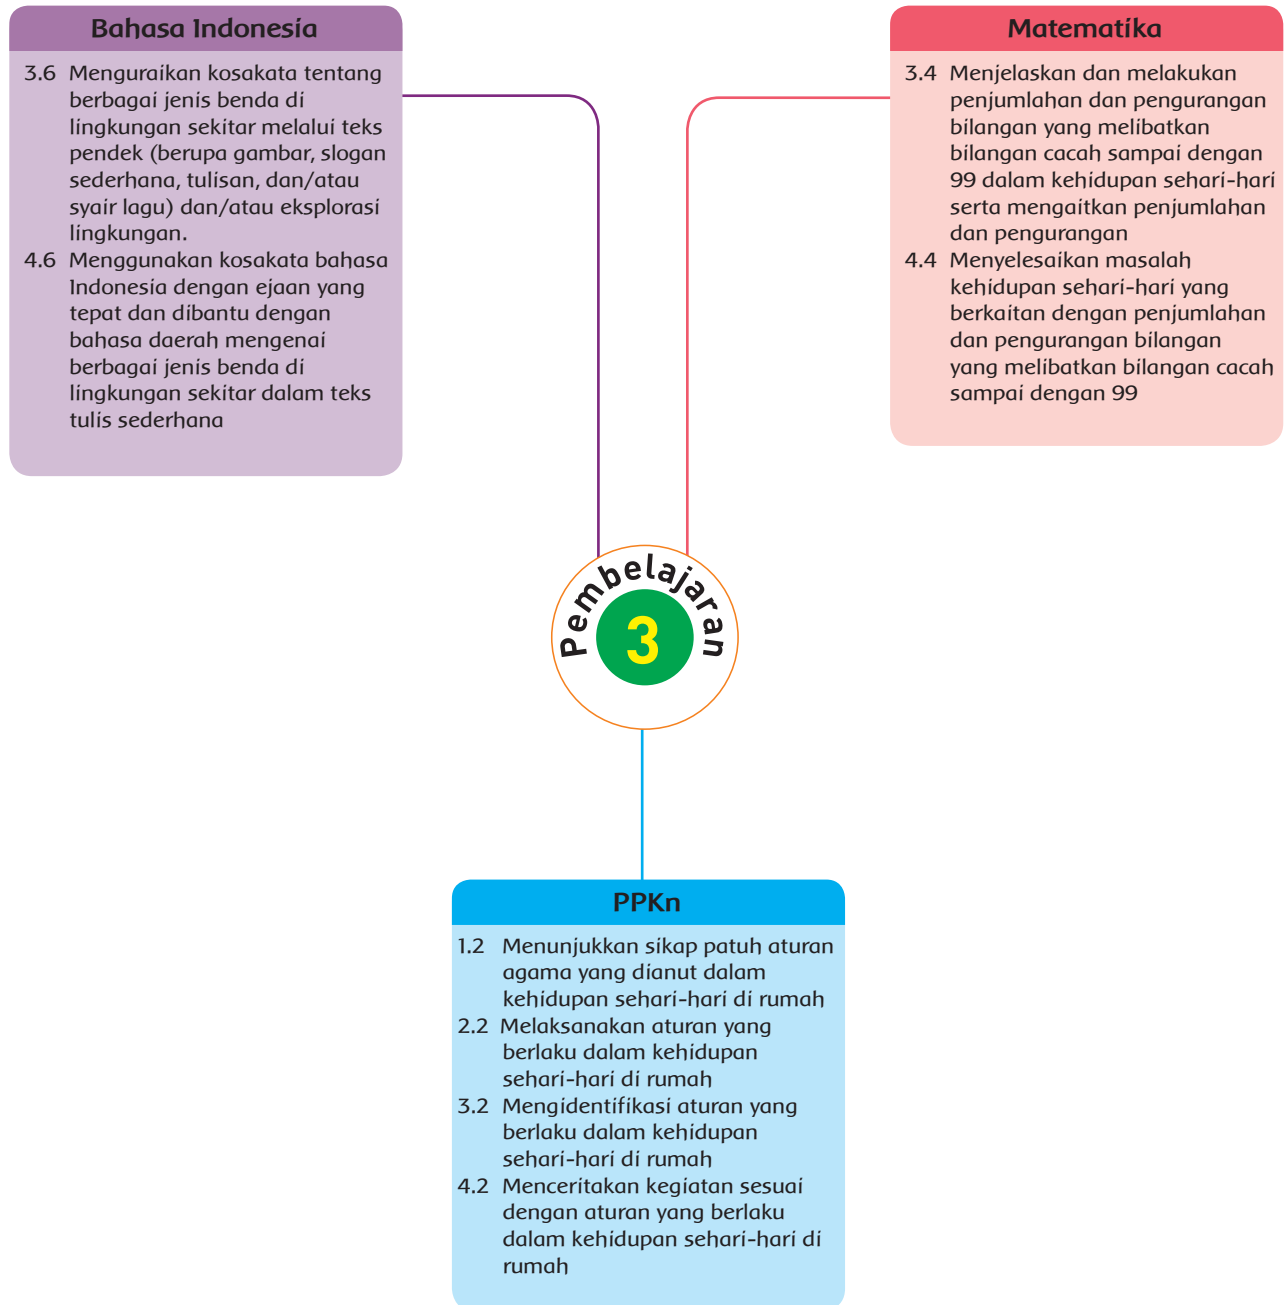 Bahasa Indonesia
3.6 Menguraikan kosakata tentang
berbagai jenis benda di
lingkungan sekitar melalui teks
pendek (berupa gambar, slogan
sederhana, tulisan, dan/atau
syair lagu) dan/atau eksplorasi
lingkungan.
4.6 Menggunakan kosakata bahasa
Indonesia dengan ejaan yang
tepat dan dibantu dengan
bahasa daerah mengenai
berbagai jenis benda di
lingkungan sekitar dalam teks
tulis sederhana
Matematika
3.4 Menjelaskan dan melakukan
penjumlahan dan pengurangan
bilangan yang melibatkan
bilangan cacah sampai dengan
99 dalam kehidupan sehari-hari
serta mengaitkan penjumlahan
dan pengurangan
4.4 Menyelesaikan masalah
kehidupan sehari-hari yang
berkaitan dengan penjumlahan
dan pengurangan bilangan
yang melibatkan bilangan cacah
sampai dengan 99
Pembelajaran
3
PPKn
1.2 Menunjukkan sikap patuh aturan
agama yang dianut dalam
kehidupan sehari-hari di rumah
2.2 Melaksanakan aturan yang
berlaku dalam kehidupan
sehari-hari di rumah
3.2 Mengidentifikasi aturan yang
berlaku dalam kehidupan
sehari-hari di rumah
4.2 Menceritakan kegiatan sesuai
dengan aturan yang berlaku
dalam kehidupan sehari-hari di
rumah